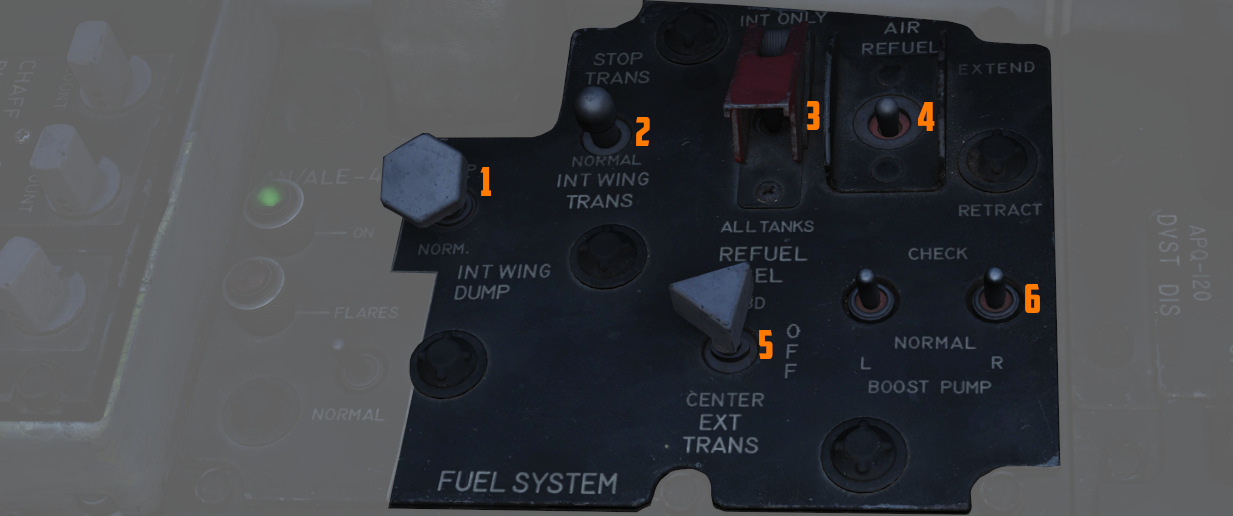 INT ONLY
AIR
REFUEL
STOP
TRANS
EXTEND
CHAFF
3
4
2
NORMAL
INT WING
TRANS
1
RETRACT
ALL TANKS
REFUEL
NORM.
INT WING
DUMP
CHECK
ON
FLARES
6
5
O
F
F
NORMAL
L
R
BOOST PUMP
CENTER
EXT
TRANS
NORMAL
FUEL SYSTEM
DVST DIS
APQ-120